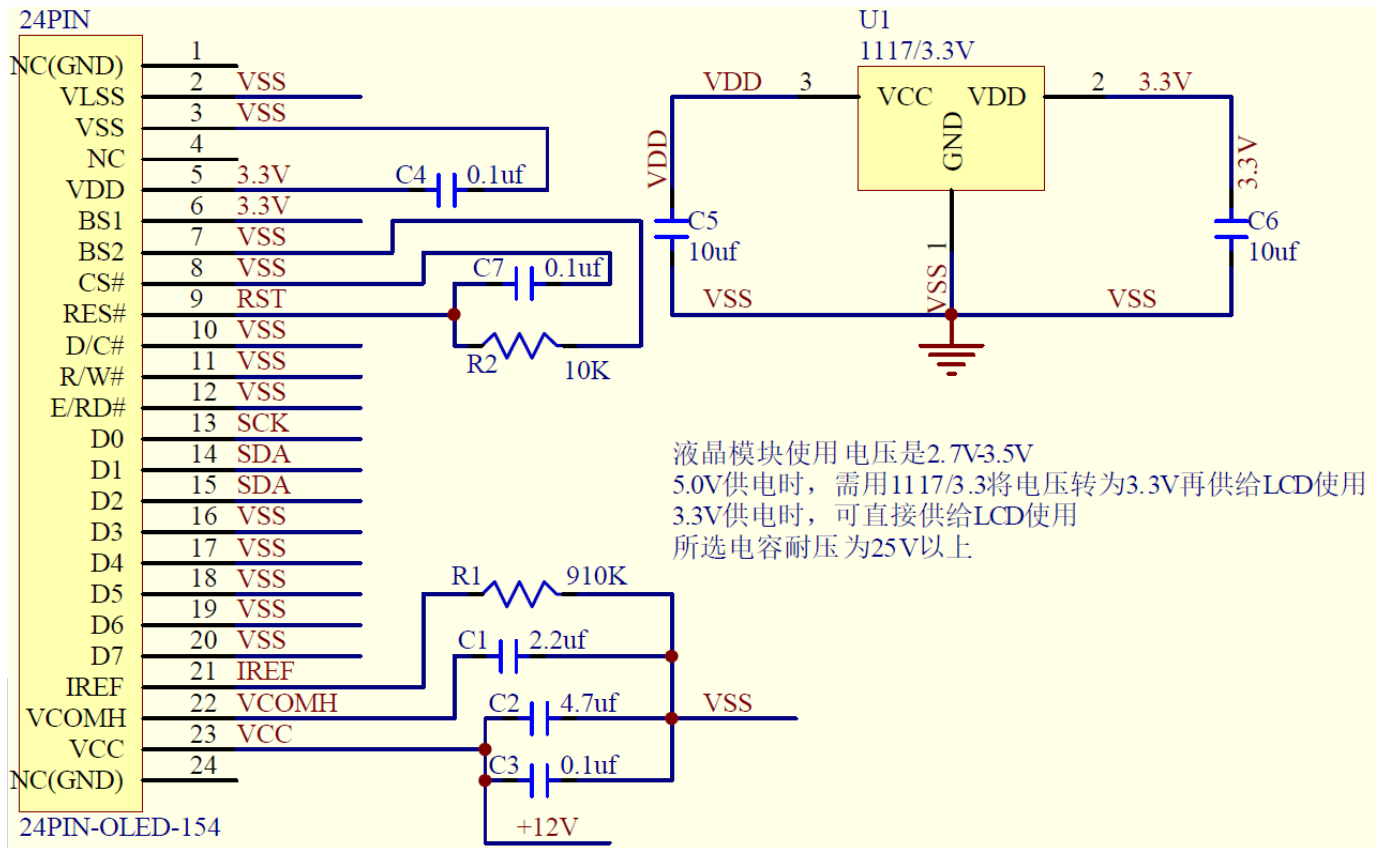 24PIN
NC(GND) 1
VLSS 2 VSS
VSS 3 VSS
NC 4
VDD 5 3.3V
C4 0.1uf
BS1 6 3.3V
BS2 7 VSS
CS# 8 VSS
C7 0.1uf
RES# 9 RST
D/C# 10 VSS
R2 10K
R/W# 11 VSS
E/RD# 12 VSS
D0 13 SCK
D1 14 SDA
D2 15 SDA
D3 16 VSS
D4 17 VSS
D5 18 VSS
D6 19 VSS
D7 20 VSS
IREF 21 IREF
VCOMH 22 VCOMH
VCC 23 VCC
NC(GND) 24
24PIN-OLED-154
R1 910K
C1 2.2uf
C2 4.7uf
VSS
C3 0.1uf
+12V
U1
1117/3.3V
VDD 3 VCC VDD 2 3.3V
GND
VDD
3.3V
C5
10uf
1
VSS
C6
10uf
VSS
VSS
液晶模块使用电压是2.7V-3.5V
5.0V供电时，需用1117/3.3将电压转为3.3V再供给LCD使用
3.3V供电时，可直接供给LCD使用
所选电容耐压为25V以上